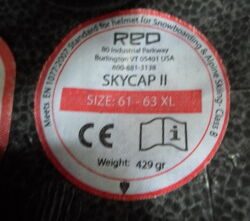 RED
80 Industrial Parkway
Burlington VT 05401 USA
800-881-3138
SKYCAP II
SIZE: 61 - 63 XL
CE
Weight: 429 gr
Meets EN 1077:2007 Standard for helmet for Snowboarding & Alpine Skiing- Class B